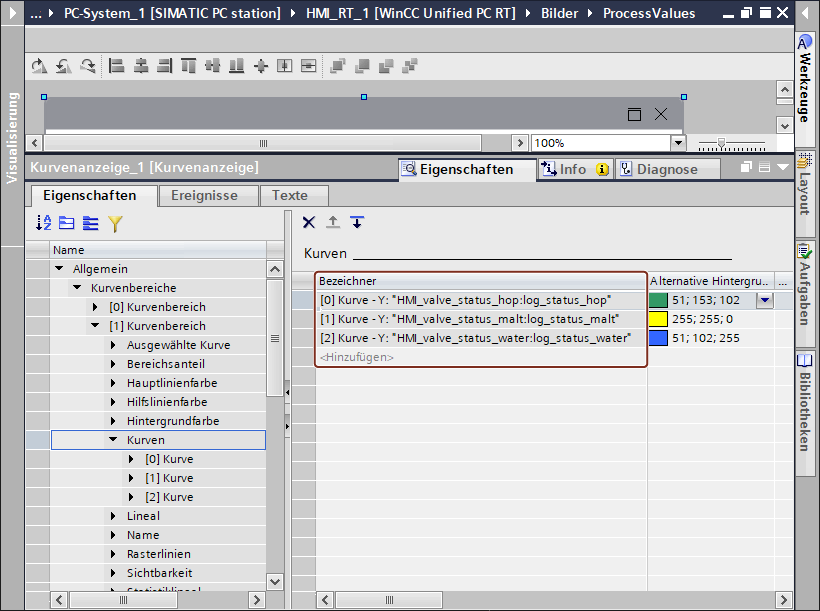 ... PC-System_1 [SIMATIC PC station] HMI_RT_1 [WinCC Unified PC RT] Bilder ProcessValues
Visualisierung
100%
Kurvenanzeige_1 [Kurvenanzeige]
Eigenschaften Info Diagnose
Eigenschaften Ereignisse Texte
Name
Allgemein
Kurvenbereiche
[0] Kurvenbereich
[1] Kurvenbereich
Ausgewählte Kurve
Bereichsanteil
Hauptlinienfarbe
Hilfslinienfarbe
Hintergrundfarbe
Kurven
[0] Kurve
[1] Kurve
[2] Kurve
Lineal
Name
Rasterlinien
Sichtbarkeit
Kurven
Bezeichner Alternative Hintergru... ...
[0] Kurve - Y: "HMI_valve_status_hop:log_status_hop" 51; 153; 102
[1] Kurve - Y: "HMI_valve_status_malt:log_status_malt" 255; 255; 0
[2] Kurve - Y: "HMI_valve_status_water:log_status_water" 51; 102; 255
<Hinzufügen>
Werkzeuge
Layout
Aufgaben
Bibliotheken